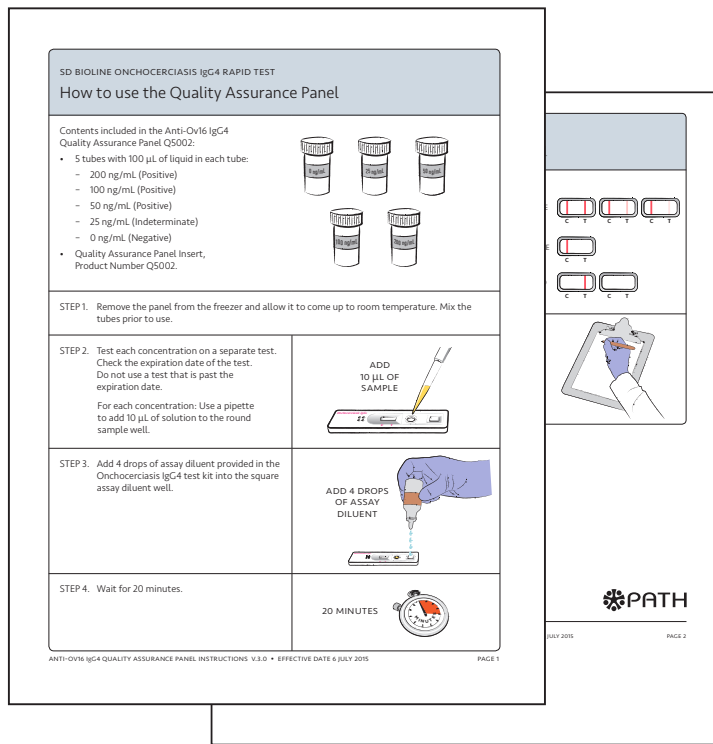 SD BIOLINE ONCHOCERCIASIS IgG4 RAPID TEST
How to use the Quality Assurance Panel
Contents included in the Anti-Ov16 IgG4
Quality Assurance Panel Q5002:
• 5 tubes with 100 µL of liquid in each tube:
– 200 ng/mL (Positive)
– 100 ng/mL (Positive)
– 50 ng/mL (Positive)
– 25 ng/mL (Indeterminate)
– 0 ng/mL (Negative)
• Quality Assurance Panel Insert,
Product Number Q5002.
0 ng/mL
25 ng/mL
50 ng/mL
100 ng/mL
200 ng/mL
STEP 1. Remove the panel from the freezer and allow it to come up to room temperature. Mix the
tubes prior to use.
STEP 2. Test each concentration on a separate test.
Check the expiration date of the test.
Do not use a test that is past the
expiration date.
For each concentration: Use a pipette
to add 10 µL of solution to the round
sample well.
ADD
10 µL OF
SAMPLE
STEP 3. Add 4 drops of assay diluent provided in the
Onchocerciasis IgG4 test kit into the square
assay diluent well.
ADD 4 DROPS
OF ASSAY
DILUENT
STEP 4. Wait for 20 minutes.
20 MINUTES
MINUTE
ANTI-OV16 IgG4 QUALITY ASSURANCE PANEL INSTRUCTIONS V.3.0 • EFFECTIVE DATE 6 JULY 2015 PAGE 1
C T C T C T
C T
C T C T
PATH
JULY 2015 PAGE 2